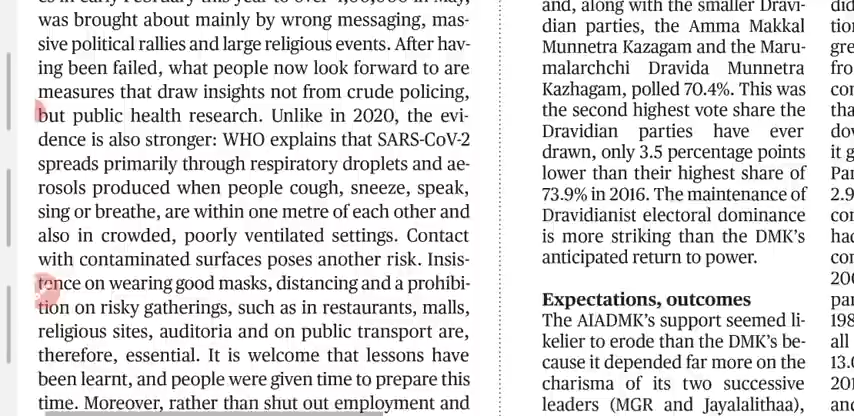 was brought about mainly by wrong messaging, mas-
sive political rallies and large religious events. After hav-
ing been failed, what people now look forward to are
measures that draw insights not from crude policing,
but public health research. Unlike in 2020, the evi-
dence is also stronger: WHO explains that SARS-CoV-2
spreads primarily through respiratory droplets and ae-
rosols produced when people cough, sneeze, speak,
sing or breathe, are within one metre of each other and
also in crowded, poorly ventilated settings. Contact
with contaminated surfaces poses another risk. Insis-
tence on wearing good masks, distancing and a prohibi-
tion on risky gatherings, such as in restaurants, malls,
religious sites, auditoria and on public transport are,
therefore, essential. It is welcome that lessons have
been learnt, and people were given time to prepare this
time. Moreover, rather than shut out employment and
and, along with the smaller Dravi-
dian parties, the Amma Makkal
Munnetra Kazagam and the Maru-
malarchchi Dravida Munnetra
Kazhagam, polled 70.4%. This was
the second highest vote share the
Dravidian parties have ever
drawn, only 3.5 percentage points
lower than their highest share of
73.9% in 2016. The maintenance of
Dravidianist electoral dominance
is more striking than the DMK's
anticipated return to power.
Expectations, outcomes
The AIADMK's support seemed li-
kelier to erode than the DMK's be-
cause it depended far more on the
charisma of its two successive
leaders (MGR and Jayalalithaa),